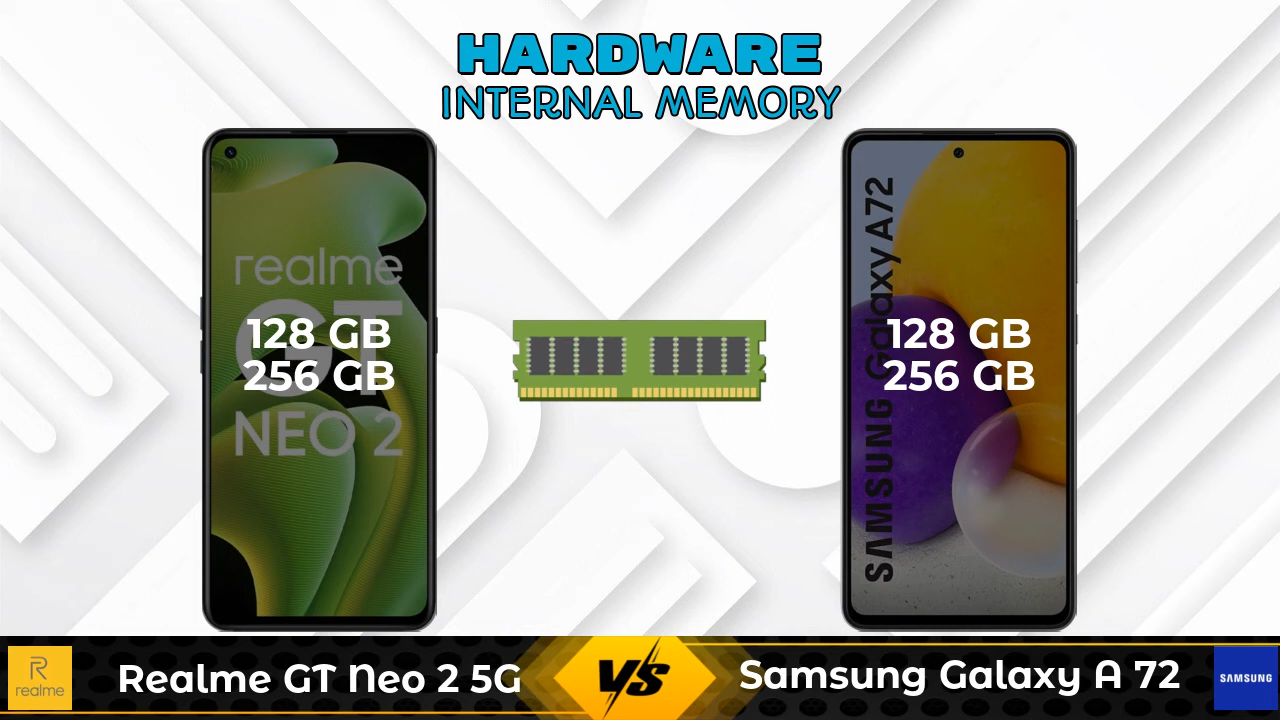 HARDWARE
INTERNAL MEMORY
realme
GT
NEO 2
128 GB
256 GB
SAMSUNG Galaxy A72
128 GB
256 GB
realme
Realme GT Neo 2 5G
VS
Samsung Galaxy A 72
SAMSUNG